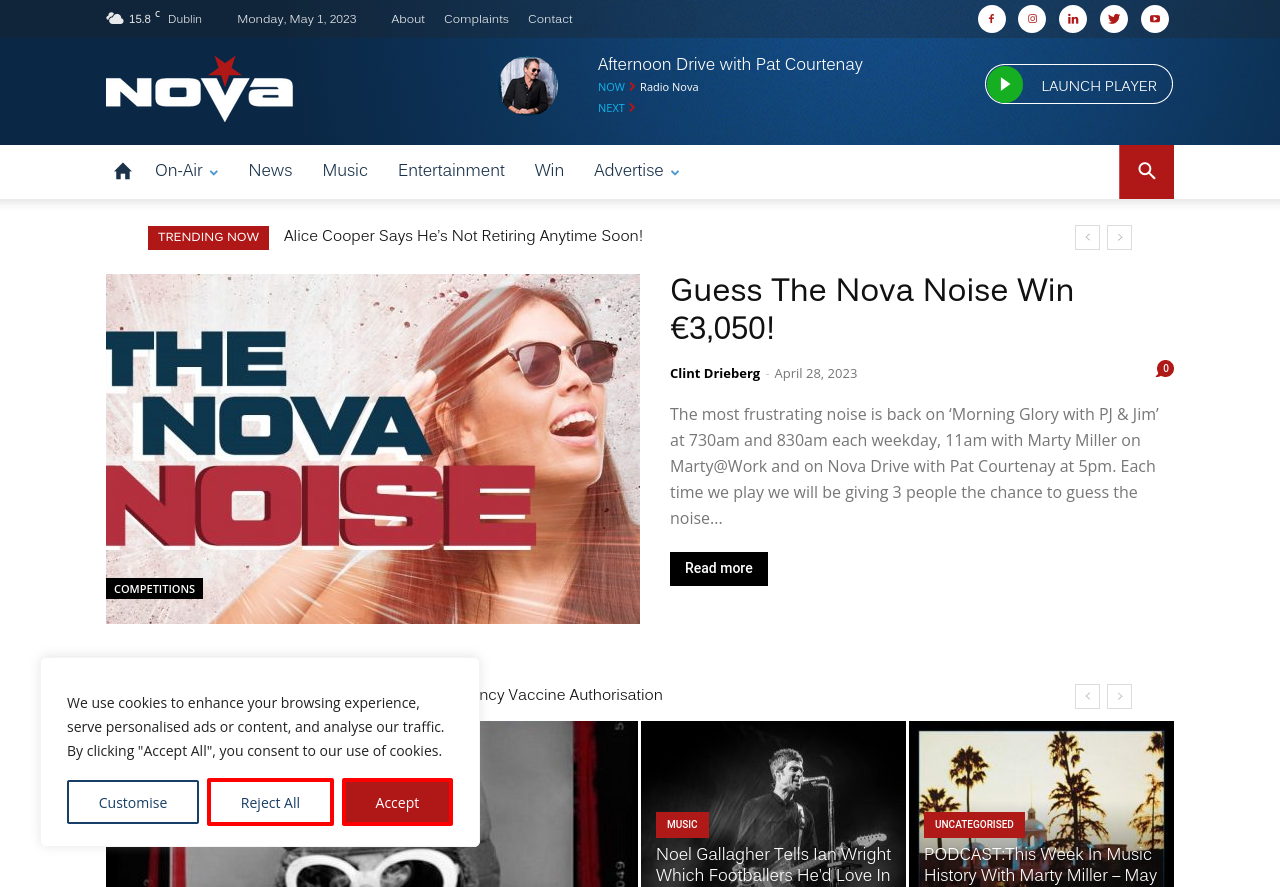 15.8 C Dublin Monday, May 1, 2023 About Complaints Contact
NOVA
Afternoon Drive with Pat Courtenay
NOW Radio Nova
NEXT
LAUNCH PLAYER
On-Air News Music Entertainment Win Advertise
TRENDING NOW Alice Cooper Says He's Not Retiring Anytime Soon!
THE
NOVA
NOISE
COMPETITIONS
Guess The Nova Noise Win
€3,050!
Clint Drieberg - April 28, 2023
0
The most frustrating noise is back on ‘Morning Glory with PJ & Jim’
at 730am and 830am each weekday, 11am with Marty Miller on
Marty@Work and on Nova Drive with Pat Courtenay at 5pm. Each
time we play we will be giving 3 people the chance to guess the
noise...
Read more
We use cookies to enhance your browsing experience,
serve personalised ads or content, and analyse our traffic.
By clicking "Accept All", you consent to our use of cookies.
Customise Reject All Accept
Vaccine Authorisation
MUSIC
Noel Gallagher Tells Ian Wright
Which Footballers He'd Love In
UNCATEGORISED
PODCAST:This Week In Music
History With Marty Miller – May